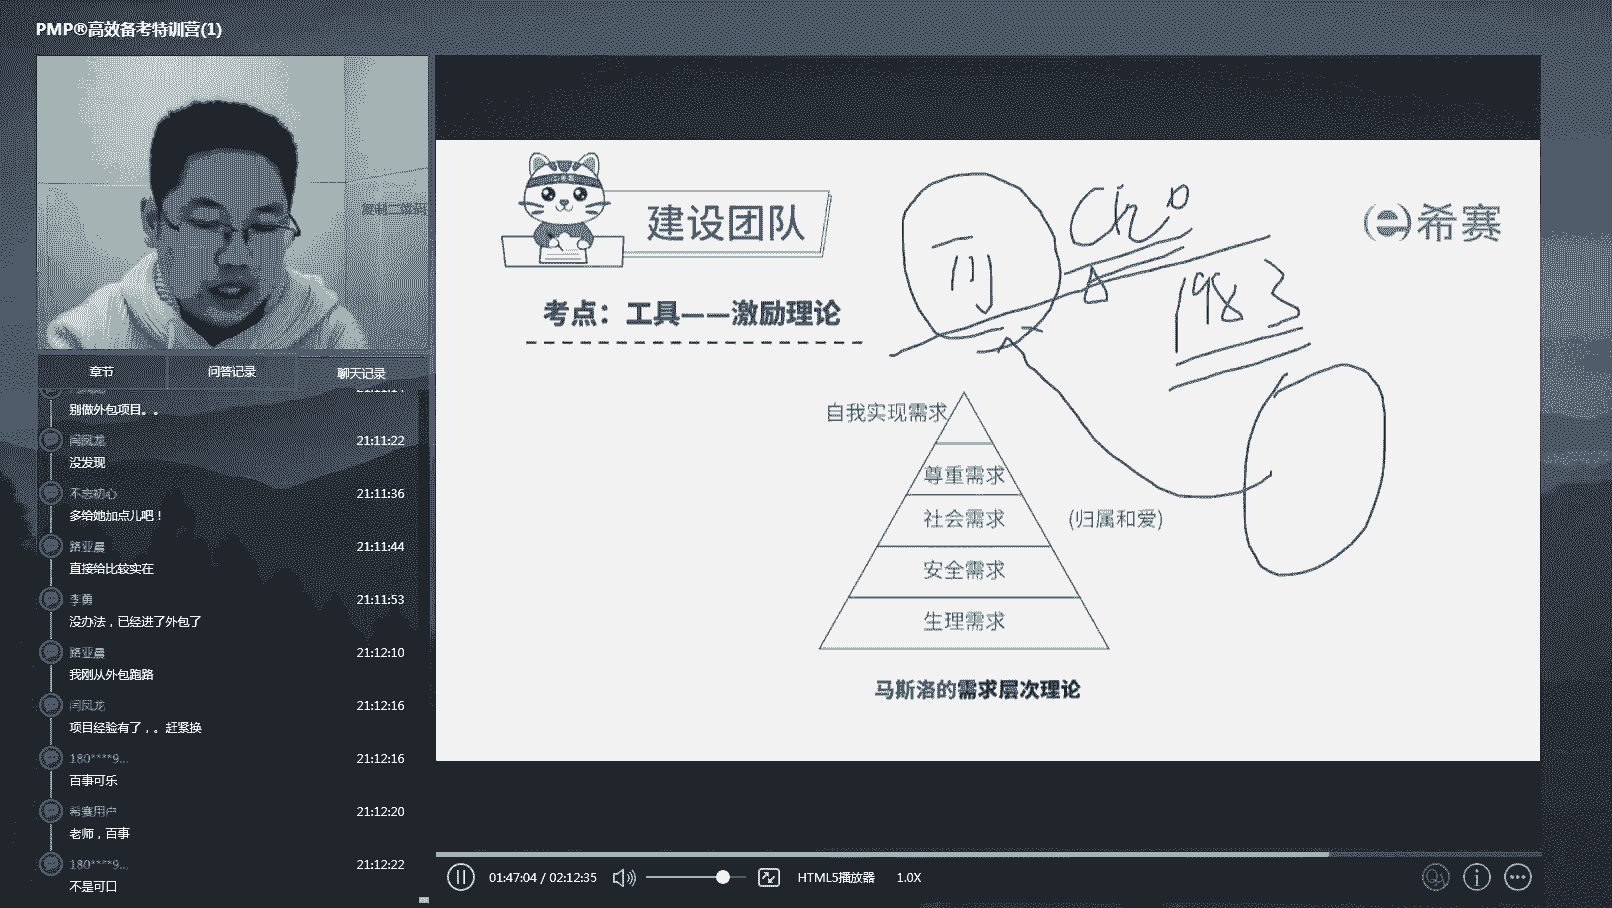 PMP®高效备考特训营(1)
章节
问答记录
聊天记录
别做外包项目。。
闫凤龙
21:11:22
没发现
不忘初心
21:11:36
多给她加点儿吧！
路亚晨
21:11:44
直接给比较实在
李勇
21:11:53
没办法，已经进了外包了
路亚晨
21:12:10
我刚从外包跑路
闫凤龙
21:12:16
项目经验有了，。赶紧换
180****9...
21:12:16
百事可乐
希赛用户
21:12:20
老师，百事
180****9...
21:12:22
不是可口
建设团队
希赛
考点：工具——激励理论
1983
自我实现需求
尊重需求
社会需求
(归属和爱)
安全需求
生理需求
马斯洛的需求层次理论
01:47:04 / 02:12:35
HTML5播放器
1.0X